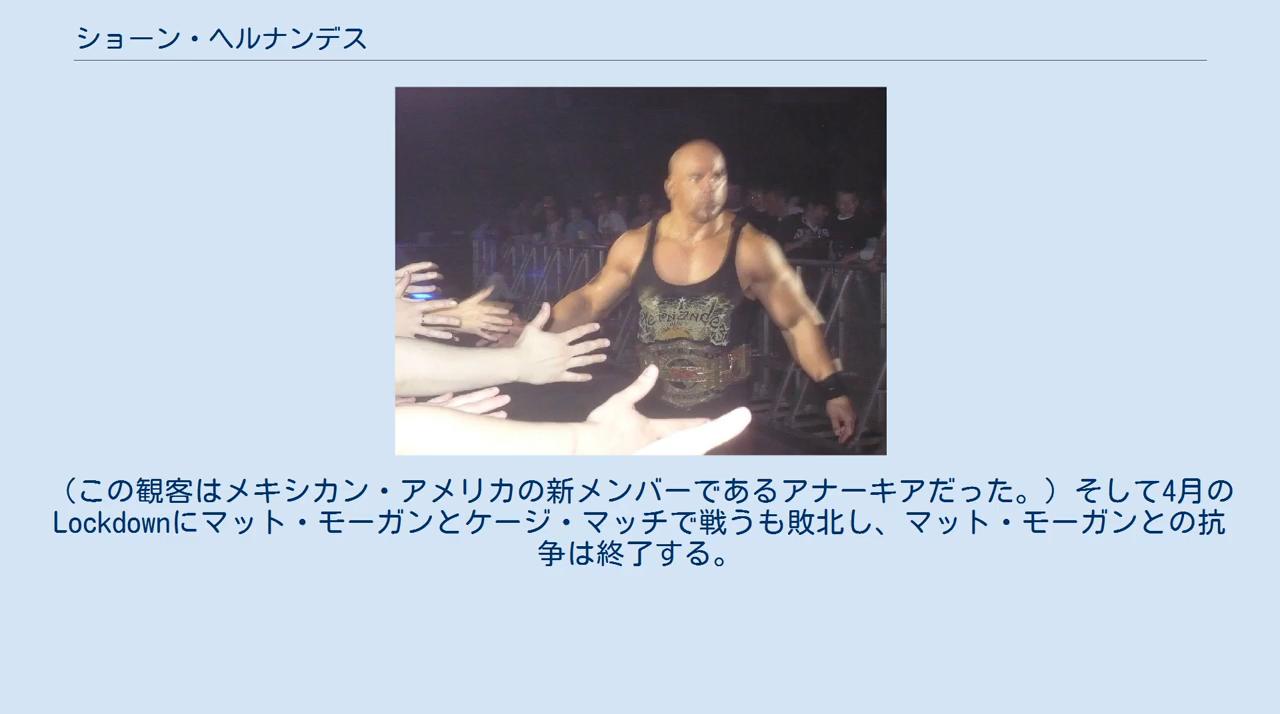 ショーン・ヘルナンデス
（この観客はメキシカン・アメリカの新メンバーであるアナーキアだった。）そして4月の
Lockdownにマット・モーガンとケージ・マッチで戦うも敗北し、マット・モーガンとの抗
争は終了する。